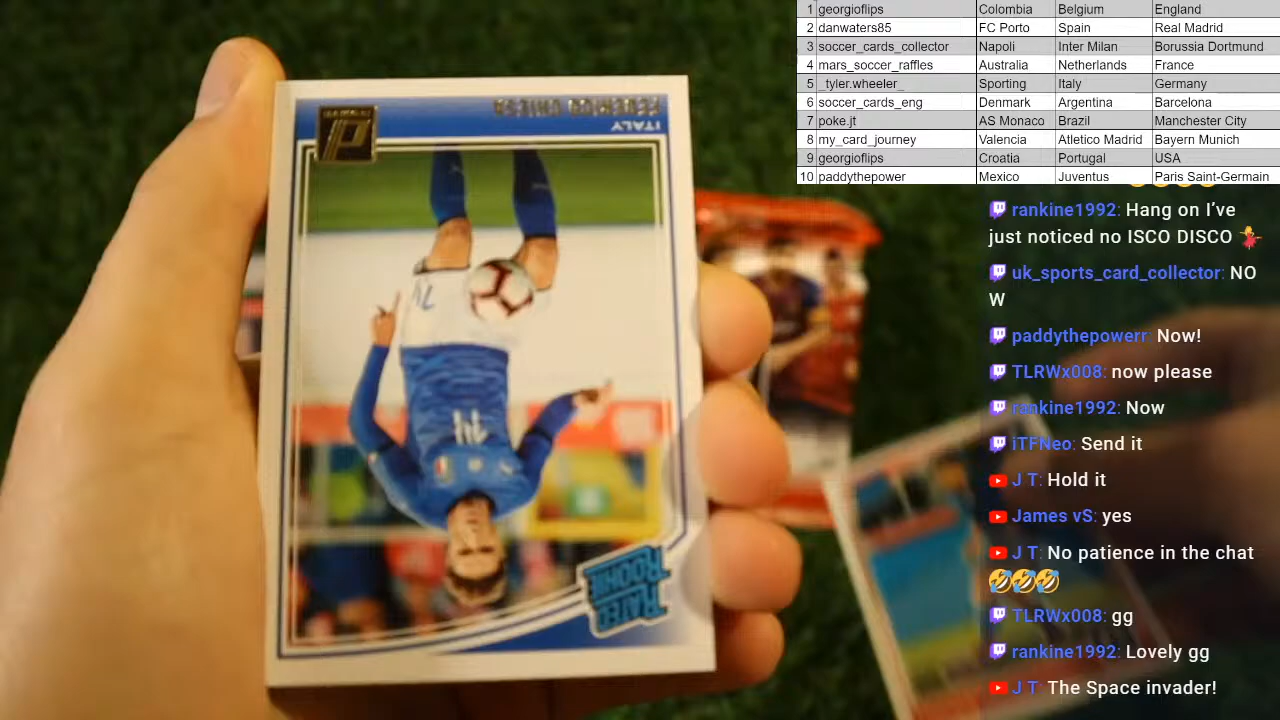 1 georgioflips Colombia Belgium England
2 danwaters85 FC Porto Spain Real Madrid
3 soccer_cards_collector Napoli Inter Milan Borussia Dortmund
4 mars_soccer_raffles Australia Netherlands France
5 _tyler.wheeler_ Sporting Italy Germany
6 soccer_cards_eng Denmark Argentina Barcelona
7 poke.jt AS Monaco Brazil Manchester City
8 my_card_journey Valencia Atletico Madrid Bayern Munich
9 georgioflips Croatia Portugal USA
10 paddythepower Mexico Juventus Paris Saint-Germain
rankine1992: Hang on I’ve
just noticed no ISCO DISCO 💃
uk_sports_card_collector: NO
W
paddythepowerr: Now!
TLRWx008: now please
rankine1992: Now
iTFNeo: Send it
J T: Hold it
James vS: yes
J T: No patience in the chat
🤣🤣🤣
TLRWx008: gg
rankine1992: Lovely gg
J T: The Space invader!
FEDERICO CHIESA
ITALY
14
14
RATED
ROOKIE